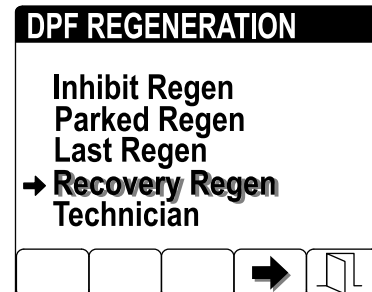 DPF REGENERATION
Inhibit Regen
Parked Regen
Last Regen
Recovery Regen
Technician